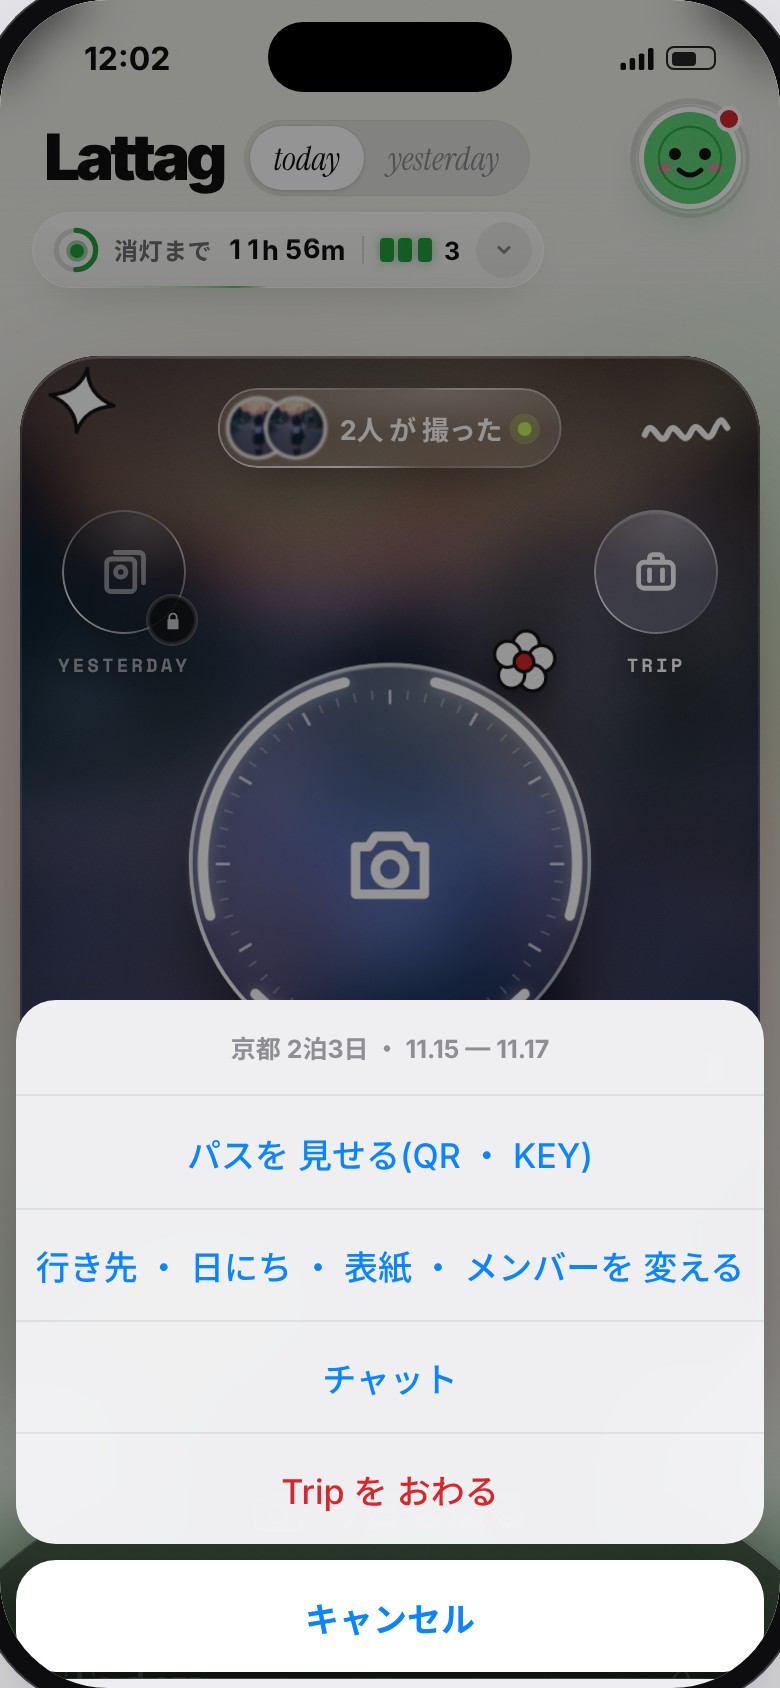 12:02
Lattag today yesterday
消灯まで 11h 56m 3
2人 が 撮った
YESTERDAY
TRIP
京都 2泊3日 ・ 11.15 — 11.17
パスを 見せる(QR ・ KEY)
行き先 ・ 日にち ・ 表紙 ・ メンバーを 変える
チャット
Trip を おわる
キャンセル